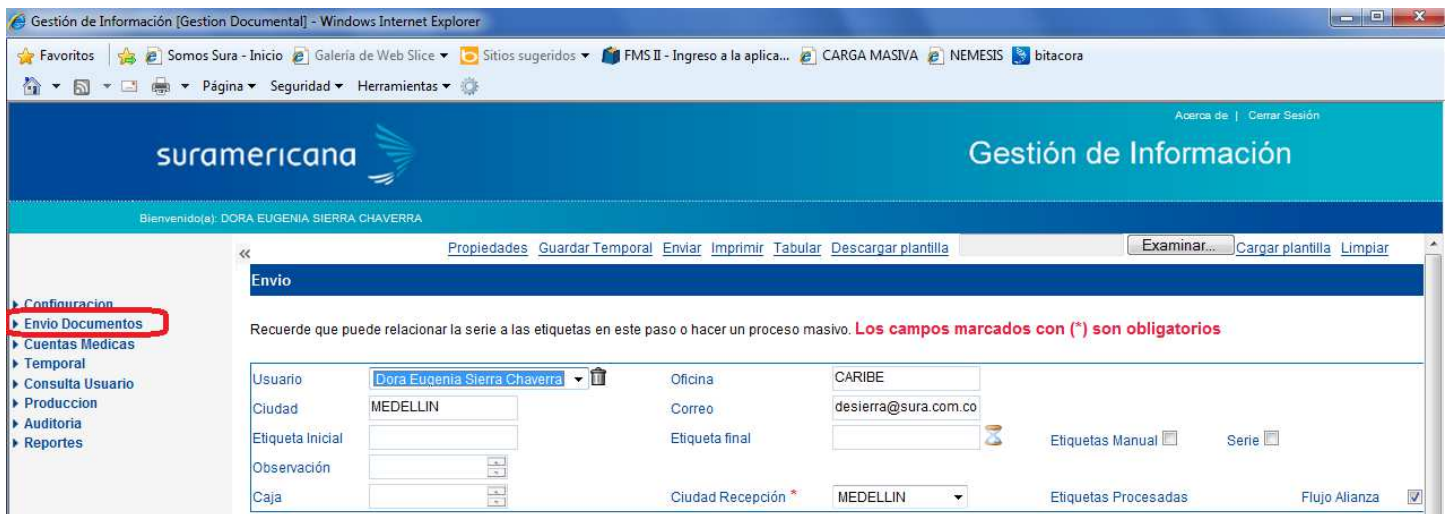 Gestión de Información [Gestion Documental] - Windows Internet Explorer
Favoritos Somos Sura - Inicio Galería de Web Slice Sitios sugeridos FMS II - Ingreso a la aplica... CARGA MASIVA NEMESIS bitacora
Página Seguridad Herramientas
Acerca de | Cerrar Sesión
suramericana Gestión de Información
Bienvenido(a): DORA EUGENIA SIERRA CHAVERRA
« Propiedades Guardar Temporal Enviar Imprimir Tabular Descargar plantilla Examinar... Cargar plantilla Limpiar
Envio
Configuracion
Envio Documentos
Cuentas Medicas
Temporal
Consulta Usuario
Produccion
Auditoria
Reportes
Recuerde que puede relacionar la serie a las etiquetas en este paso o hacer un proceso masivo. Los campos marcados con (*) son obligatorios
Usuario Dora Eugenia Sierra Chaverra Oficina CARIBE
Ciudad MEDELLIN Correo desierra@sura.com.co
Etiqueta Inicial Etiqueta final Etiquetas Manual Serie
Observación
Caja Ciudad Recepción * MEDELLIN Etiquetas Procesadas Flujo Alianza